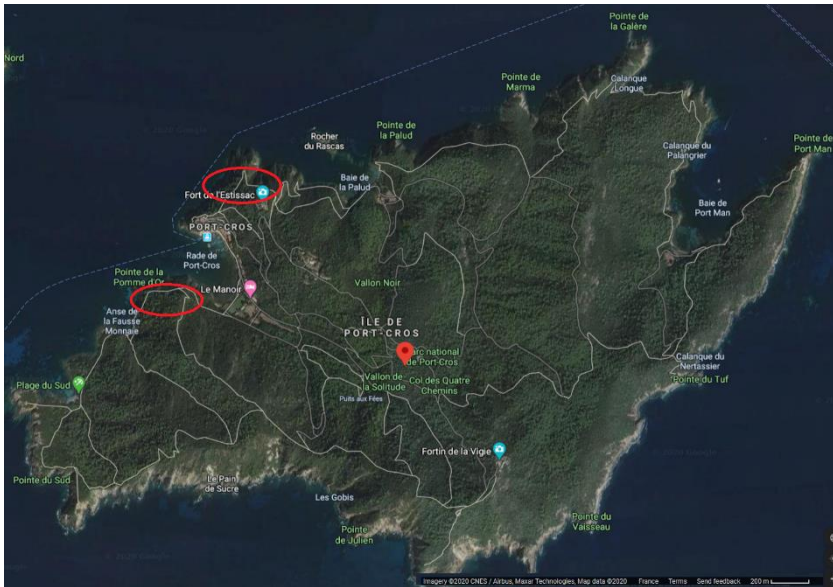 Pointe de
la Galère
Nord
Pointe de
Marma
Calanque
Longue
Pointe de
la Palud
Rocher
du Rascas
Pointe de
Port Man
Calanque du
Palangrier
Baie de
la Palud
Fort de l'Estissac
Baie de
Port Man
PORT-CROS
Rade de
Port-Cros
Pointe de la
Pomme d'Or
Vallon Noir
Le Manoir
Anse de
la Fausse
Monnaie
ÎLE DE
PORT-CROS
Parc national
de Port-Cros
Calanque du
Nertassier
Vallon de
la Solitude
Col des Quatre
Chemins
Pointe du Tuf
Plage du Sud
Puits aux Fées
Fortin de la Vigie
Pointe du Sud
Le Pain
de Sucre
Les Gobis
Pointe du
Vaisseau
Pointe
de Julien
Imagery ©2020 CNES / Airbus, Maxar Technologies, Map data ©2020 France Terms Send feedback 200 m